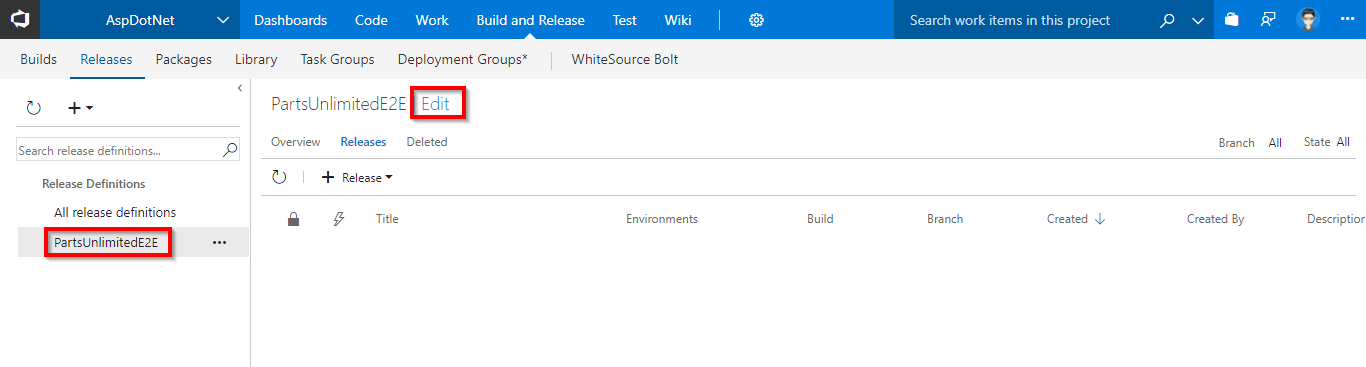 AspDotNet Dashboards Code Work Build and Release Test Wiki Search work items in this project
Builds Releases Packages Library Task Groups Deployment Groups* WhiteSource Bolt
PartsUnlimitedE2E Edit
Search release definitions...
Overview Releases Deleted Branch All State All
Release Definitions
+ Release
All release definitions
Title Environments Build Branch Created Created By Description
PartsUnlimitedE2E ...